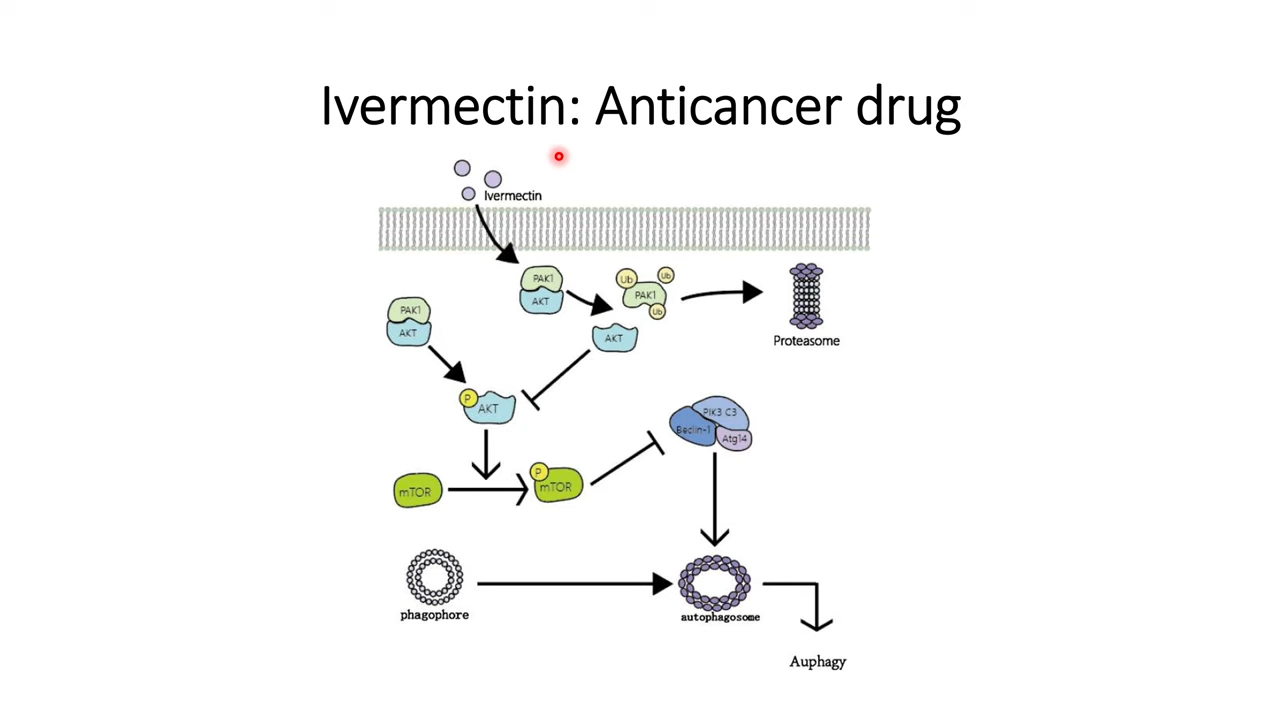 Ivermectin: Anticancer drug
Ivermectin
PAK1
AKT
Ub
Ub
PAK1
Ub
AKT
Proteasome
PAK1
AKT
P
AKT
PIK3 C3
Beclin-1
Atg14
mTOR
P
mTOR
phagophore
autophagosome
Auphagy